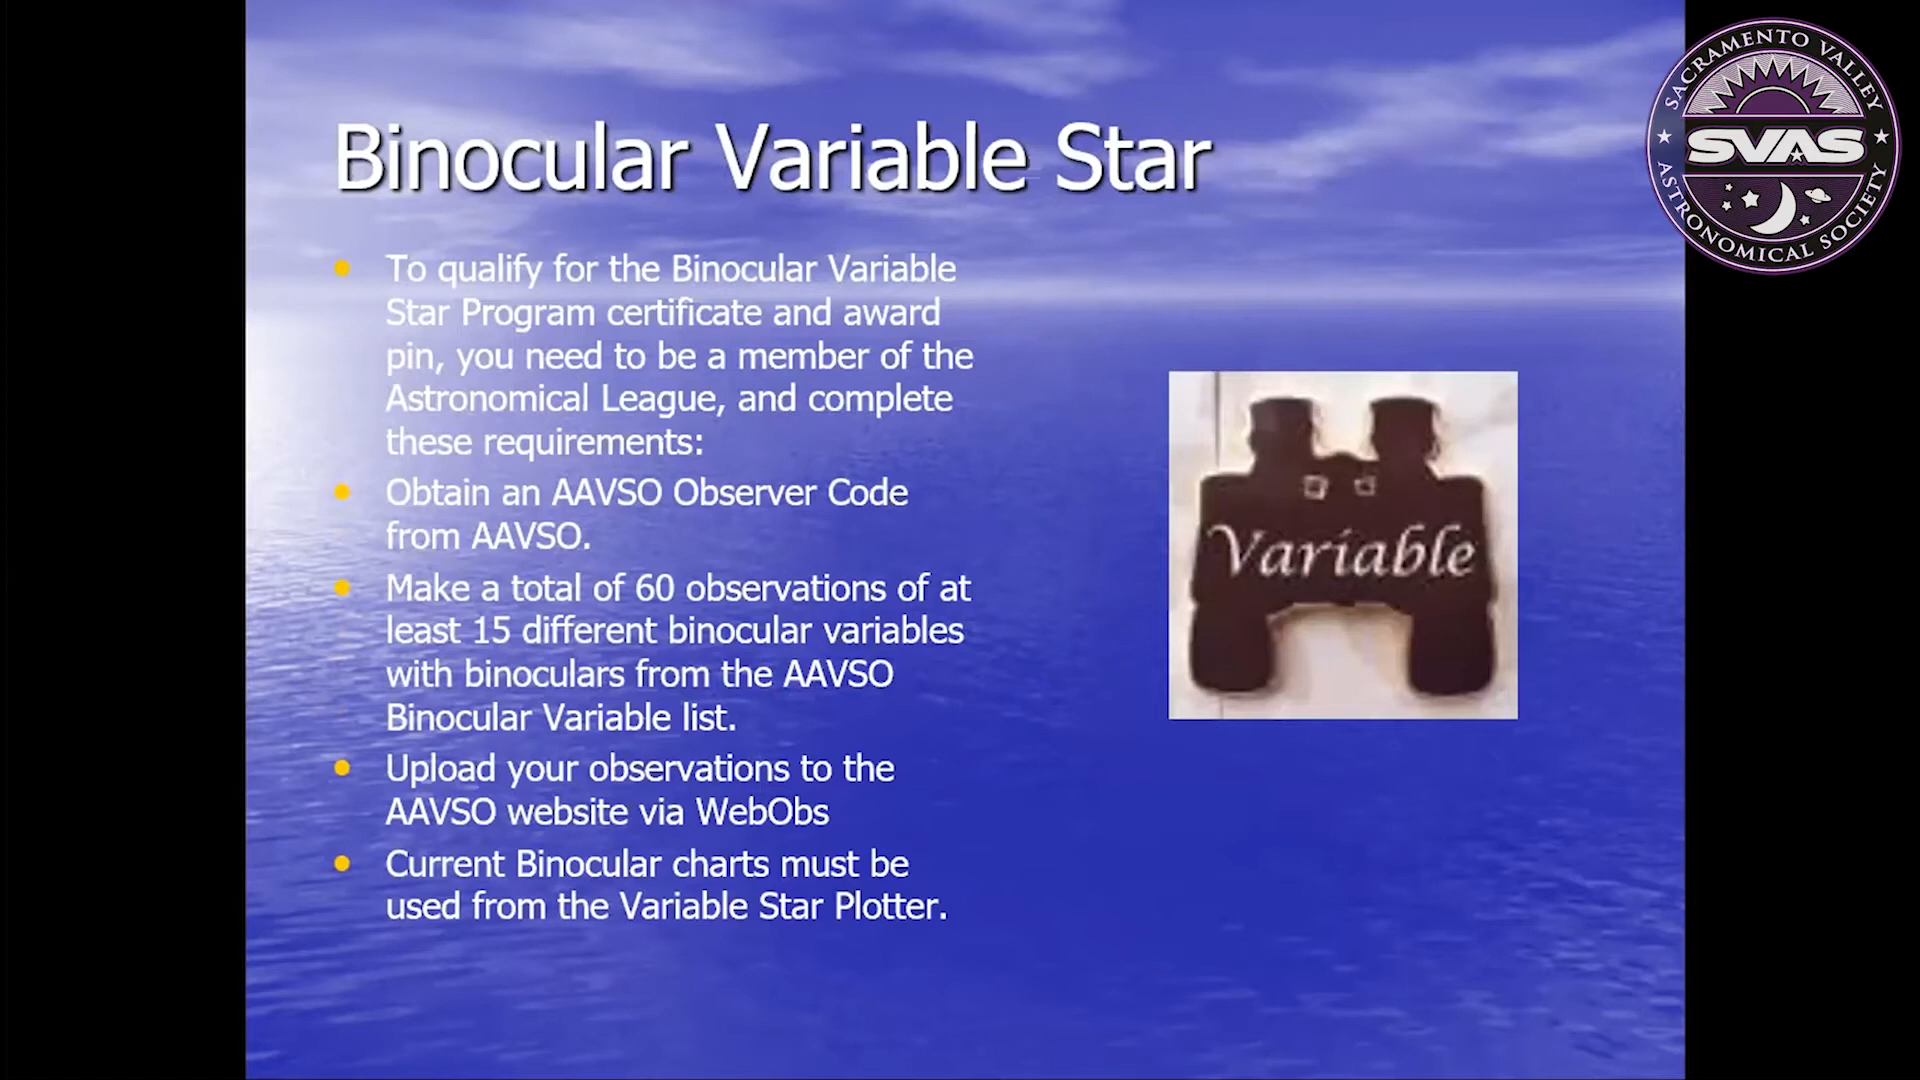 Binocular Variable Star
To qualify for the Binocular Variable
Star Program certificate and award
pin, you need to be a member of the
Astronomical League, and complete
these requirements:
Obtain an AAVSO Observer Code
from AAVSO.
Make a total of 60 observations of at
least 15 different binocular variables
with binoculars from the AAVSO
Binocular Variable list.
Upload your observations to the
AAVSO website via WebObs
Current Binocular charts must be
used from the Variable Star Plotter.
Variable
SACRAMENTO VALLEY
SVAS
ASTRONOMICAL SOCIETY